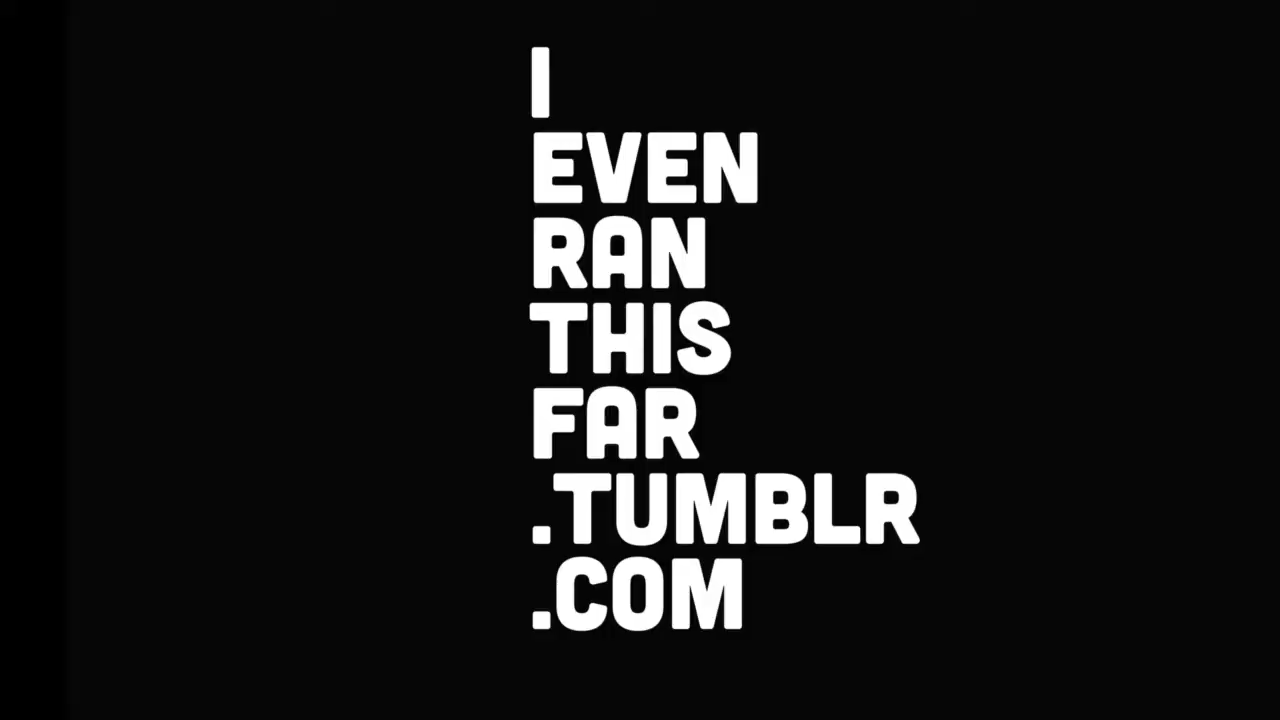 I
EVEN
RAN
THIS
FAR
.TUMBLR
.COM